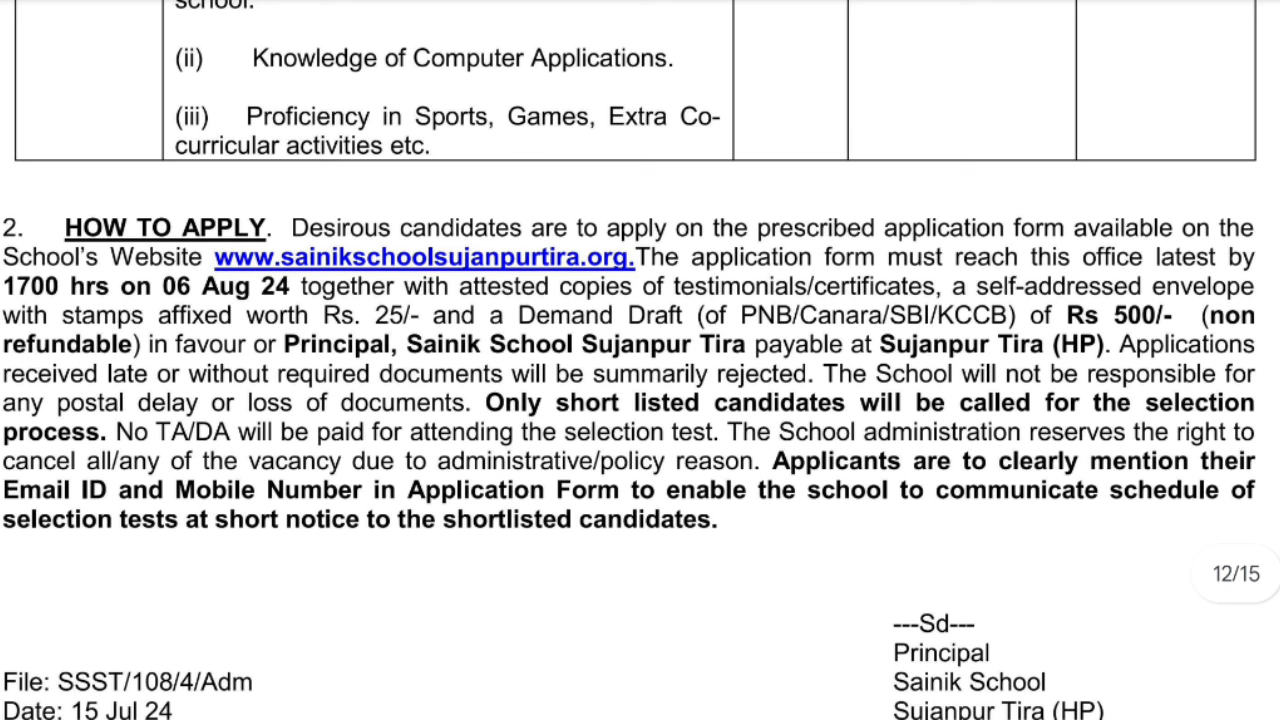 school.
(ii) Knowledge of Computer Applications.
(iii) Proficiency in Sports, Games, Extra Co-
curricular activities etc.
2. HOW TO APPLY. Desirous candidates are to apply on the prescribed application form available on the
School's Website www.sainikschoolsujanpurtira.org.The application form must reach this office latest by
1700 hrs on 06 Aug 24 together with attested copies of testimonials/certificates, a self-addressed envelope
with stamps affixed worth Rs. 25/- and a Demand Draft (of PNB/Canara/SBI/KCCB) of Rs 500/- (non
refundable) in favour or Principal, Sainik School Sujanpur Tira payable at Sujanpur Tira (HP). Applications
received late or without required documents will be summarily rejected. The School will not be responsible for
any postal delay or loss of documents. Only short listed candidates will be called for the selection
process. No TA/DA will be paid for attending the selection test. The School administration reserves the right to
cancel all/any of the vacancy due to administrative/policy reason. Applicants are to clearly mention their
Email ID and Mobile Number in Application Form to enable the school to communicate schedule of
selection tests at short notice to the shortlisted candidates.
12/15
---Sd---
Principal
File: SSST/108/4/Adm Sainik School
Date: 15 Jul 24 Sujanpur Tira (HP)